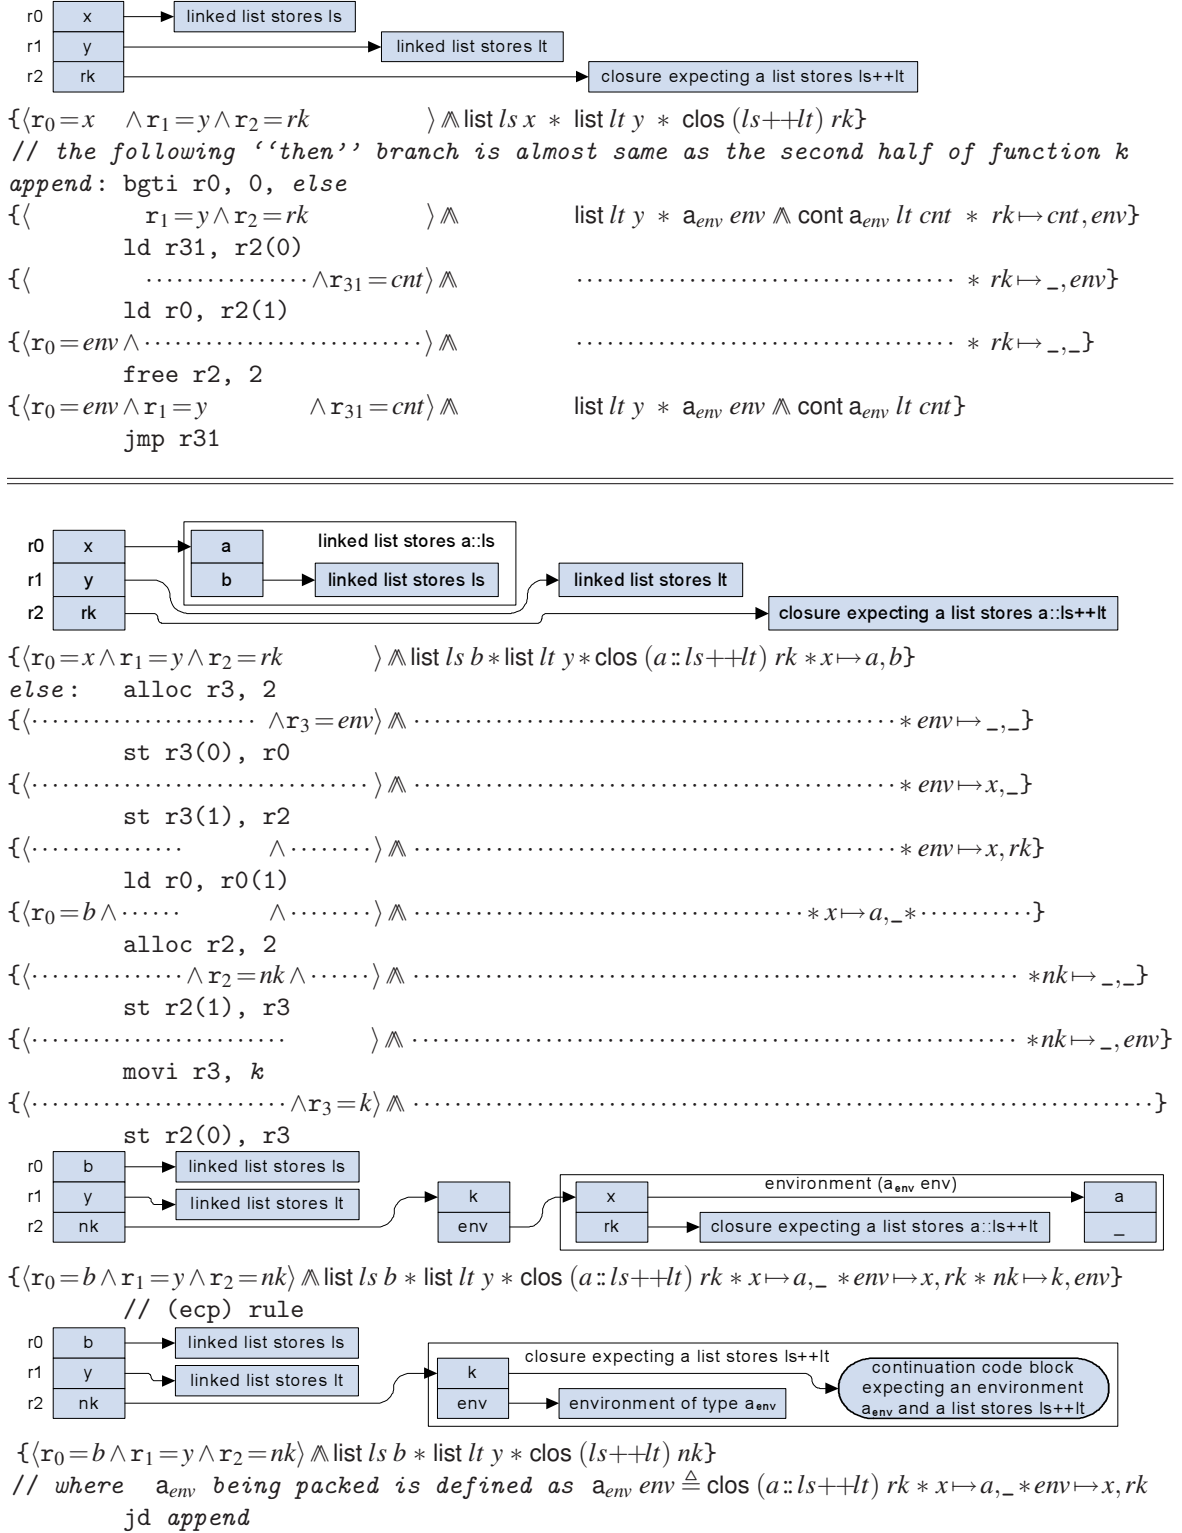 r0 x linked list stores ls
r1 y linked list stores lt
r2 rk closure expecting a list stores ls++lt
{⟨r₀=x ∧r₁=y∧r₂=rk ⟩⩕list ls x * list lt y * clos (ls++lt) rk}
// the following ‘‘then’’ branch is almost same as the second half of function k
append: bgti r0, 0, else
{⟨ r₁=y∧r₂=rk ⟩⩕ list lt y * a_env env ⩕ cont a_env lt cnt * rk↦cnt,env}
ld r31, r2(0)
{⟨ ················∧r₃₁=cnt⟩⩕ ····································· * rk↦_,env}
ld r0, r2(1)
{⟨r₀=env∧···························⟩⩕ ····································· * rk↦_,_}
free r2, 2
{⟨r₀=env∧r₁=y ∧r₃₁=cnt⟩⩕ list lt y * a_env env ⩕ cont a_env lt cnt}
jmp r31
r0 x a linked list stores a::ls
r1 y b linked list stores ls linked list stores lt
r2 rk closure expecting a list stores a::ls++lt
{⟨r₀=x∧r₁=y∧r₂=rk ⟩⩕list ls b*list lt y*clos (a::ls++lt) rk *x↦a,b}
else: alloc r3, 2
{⟨······················ ∧r₃=env⟩⩕ ················································* env↦_,_}
st r3(0), r0
{⟨·································⟩⩕ ················································* env↦x,_}
st r3(1), r2
{⟨··············· ∧········⟩⩕ ················································* env↦x,rk}
ld r0, r0(1)
{⟨r₀=b∧······ ∧········⟩⩕ ·······································* x↦a,_*···········}
alloc r2, 2
{⟨···············∧r₂=nk∧······⟩⩕ ···························································· *nk↦_,_}
st r2(1), r3
{⟨························· ⟩⩕ ···························································· *nk↦_,env}
movi r3, k
{⟨·························∧r₃=k⟩⩕ ·········································································}
st r2(0), r3
r0 b linked list stores ls environment (a_env env)
r1 y linked list stores lt k x a
r2 nk env rk closure expecting a list stores a::ls++lt _
{⟨r₀=b∧r₁=y∧r₂=nk⟩⩕list ls b * list lt y * clos (a::ls++lt) rk * x↦a,_ *env↦x,rk * nk↦k,env}
// (ecp) rule
r0 b linked list stores ls closure expecting a list stores ls++lt
r1 y linked list stores lt k continuation code block
expecting an environment
a_env and a list stores ls++lt
r2 nk env environment of type a_env
{⟨r₀=b∧r₁=y∧r₂=nk⟩⩕list ls b * list lt y * clos (ls++lt) nk}
// where a_env being packed is defined as a_env env ≜ clos (a::ls++lt) rk * x↦a,_*env↦x,rk
jd append